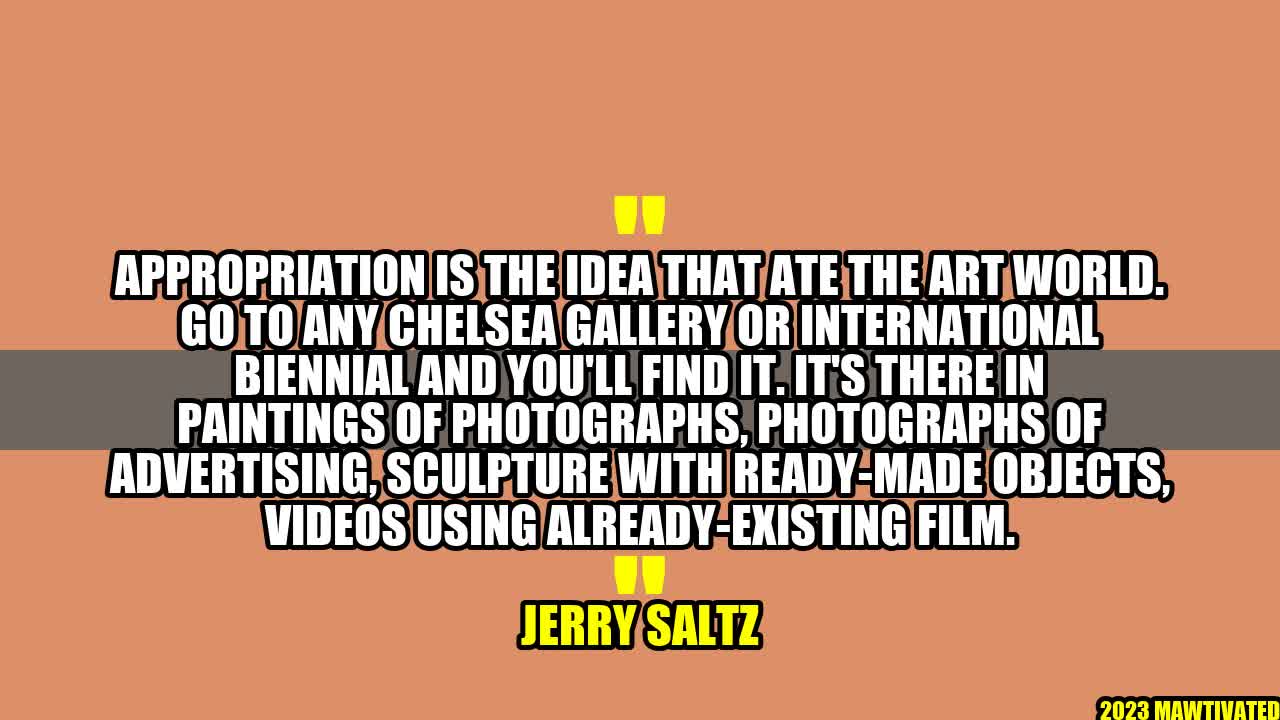 "
APPROPRIATION IS THE IDEA THAT ATE THE ART WORLD.
GO TO ANY CHELSEA GALLERY OR INTERNATIONAL
BIENNIAL AND YOU'LL FIND IT. IT'S THERE IN
PAINTINGS OF PHOTOGRAPHS, PHOTOGRAPHS OF
ADVERTISING, SCULPTURE WITH READY-MADE OBJECTS,
VIDEOS USING ALREADY-EXISTING FILM.
"
JERRY SALTZ
2023 MAWTIVATED